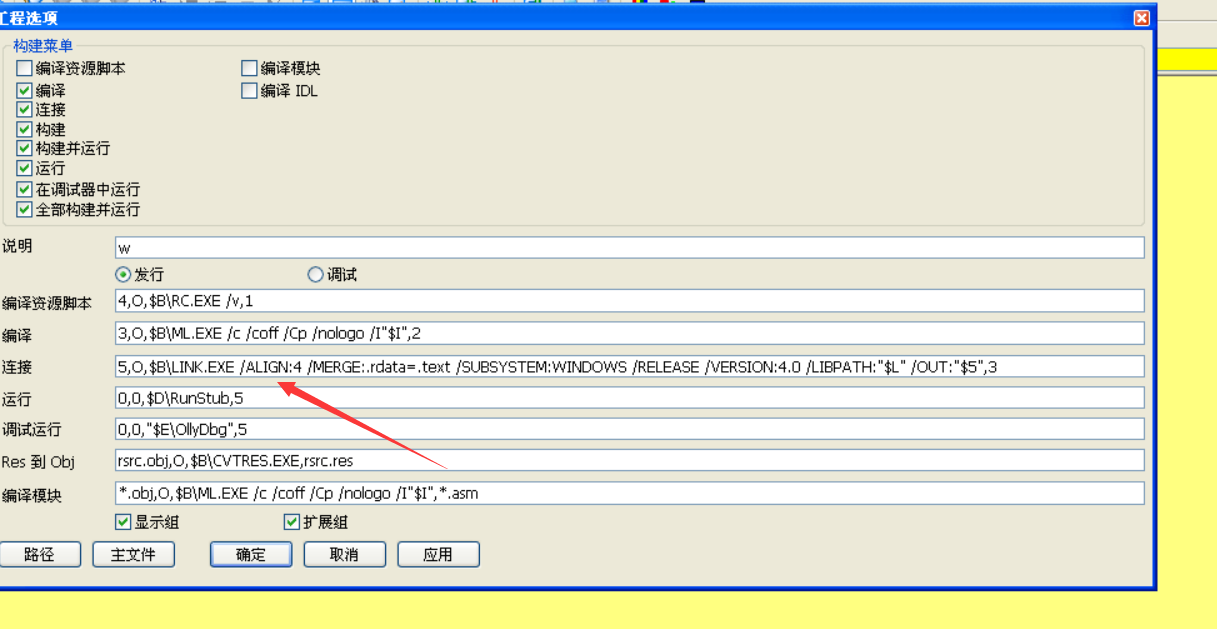 工程选项
构建菜单
编译资源脚本 编译模块
编译 编译 IDL
连接
构建
构建并运行
运行
在调试器中运行
全部构建并运行
说明 w
发行 调试
编译资源脚本 4,O,$B\RC.EXE /v,1
编译 3,O,$B\ML.EXE /c /coff /Cp /nologo /I"$I",2
连接 5,O,$B\LINK.EXE /ALIGN:4 /MERGE:.rdata=.text /SUBSYSTEM:WINDOWS /RELEASE /VERSION:4.0 /LIBPATH:"$L" /OUT:"$5",3
运行 0,0,$D\RunStub,5
调试运行 0,0,"$E\OllyDbg",5
Res 到 Obj rsrc.obj,O,$B\CVTRES.EXE,rsrc.res
编译模块 *.obj,O,$B\ML.EXE /c /coff /Cp /nologo /I"$I",*.asm
显示组 扩展组
路径 主文件 确定 取消 应用